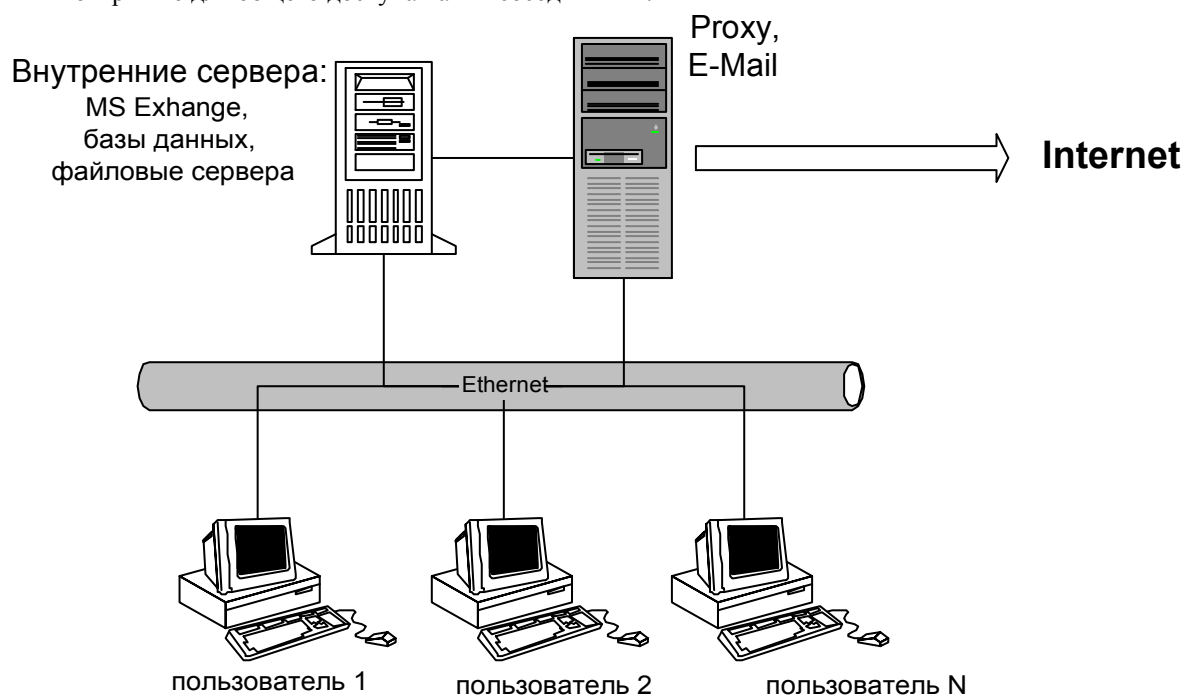 Proxy,
E-Mail
Внутренние сервера:
MS Exhange,
базы данных,
файловые сервера
Internet
Ethernet
пользователь 1
пользователь 2
пользователь N